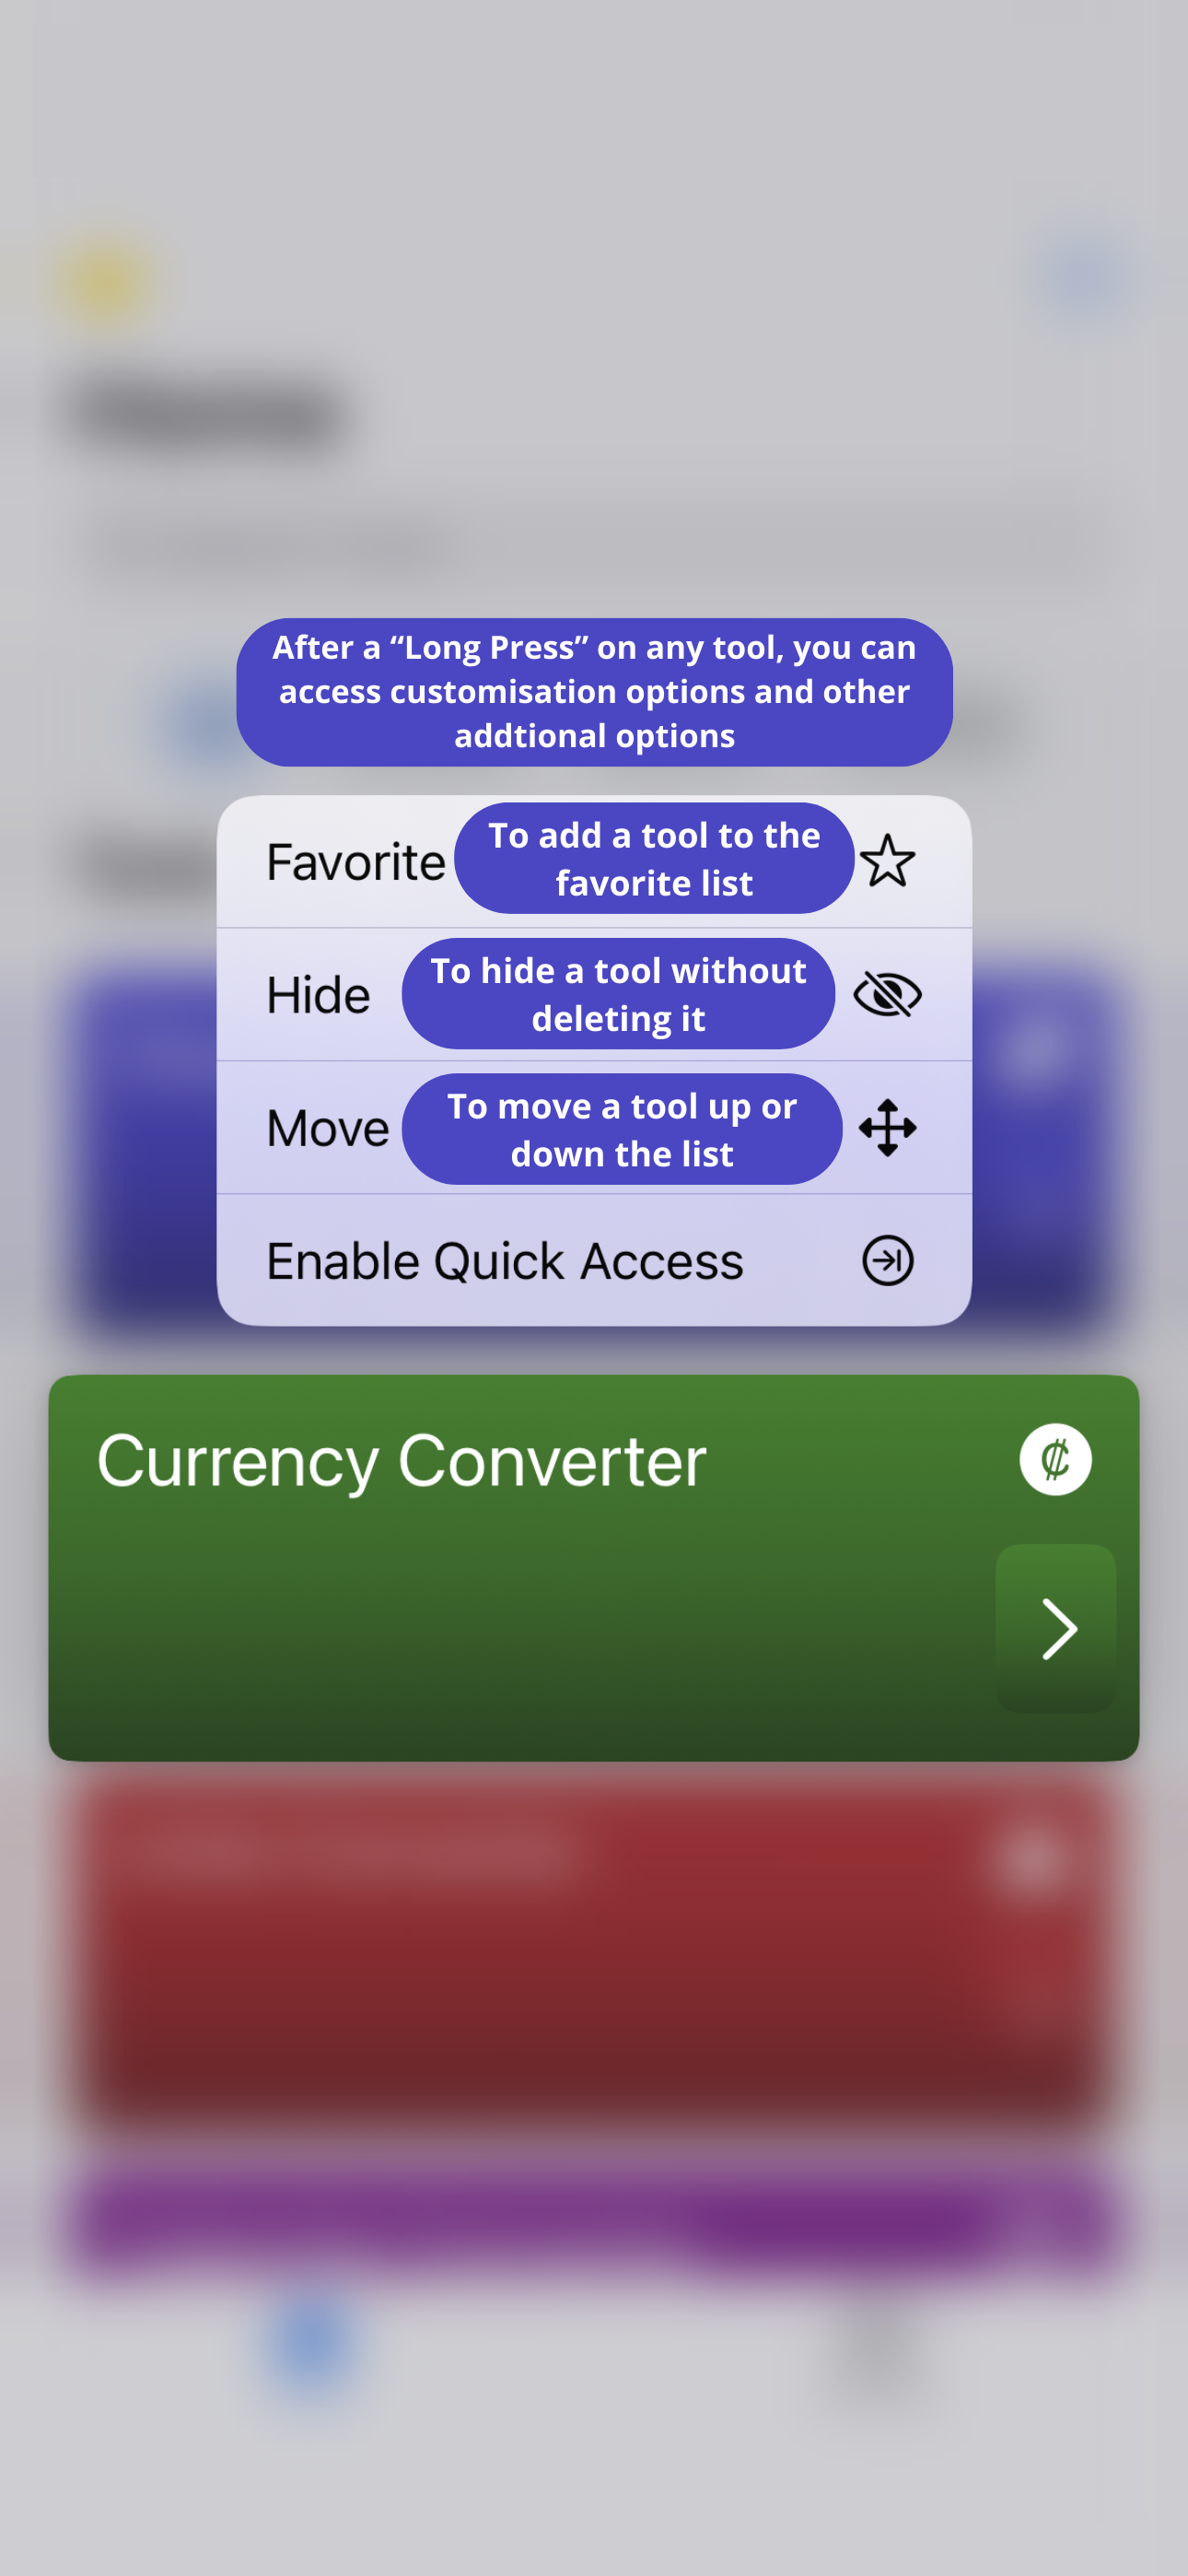 After a “Long Press” on any tool, you can
access customisation options and other
addtional options
Favorite
To add a tool to the
favorite list
Hide
To hide a tool without
deleting it
Move
To move a tool up or
down the list
Enable Quick Access
Currency Converter
₡